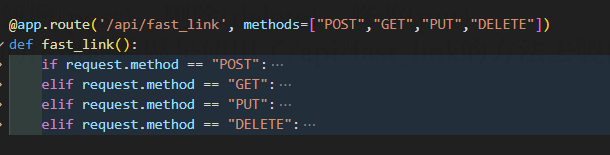 @app.route('/api/fast_link', methods=["POST","GET","PUT","DELETE"])
def fast_link():
    if request.method == "POST":···
    elif request.method == "GET":···
    elif request.method == "PUT":···
    elif request.method == "DELETE":···